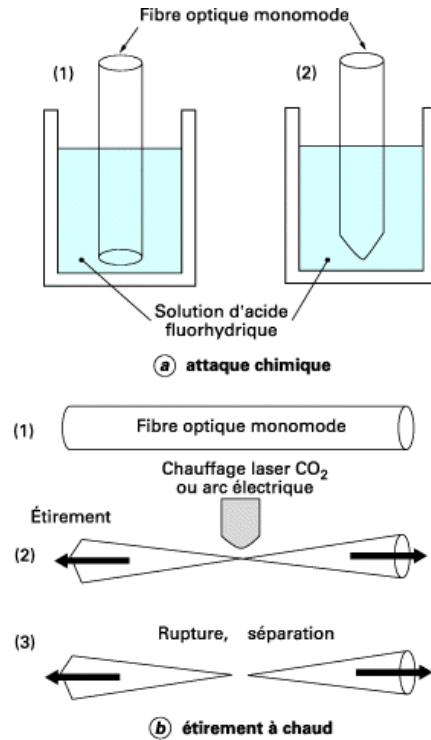 Fibre optique monomode
(1)
(2)
Solution d'acide
fluorhydrique
a attaque chimique
(1)
Fibre optique monomode
Chauffage laser CO₂
ou arc électrique
Étirement
(2)
(3)
Rupture, séparation
b étirement à chaud